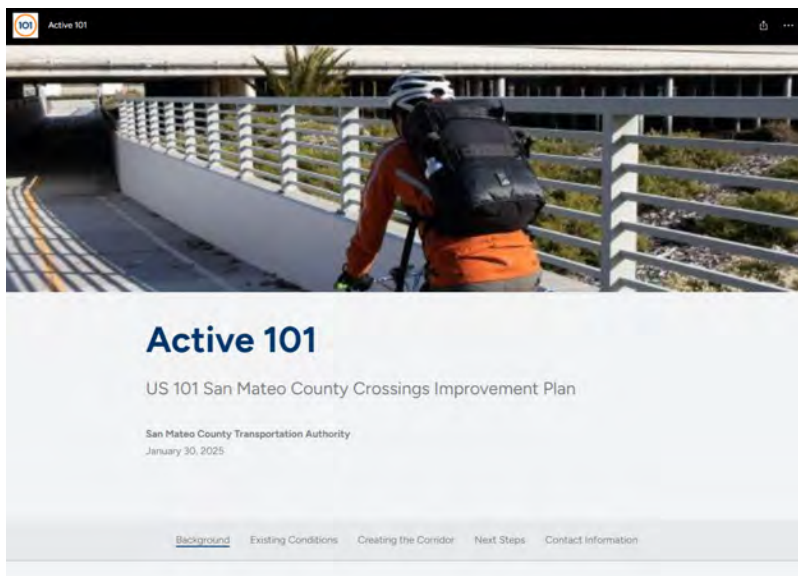 101 Active 101
Active 101
US 101 San Mateo County Crossings Improvement Plan
San Mateo County Transportation Authority
January 30, 2025
Background Existing Conditions Creating the Corridor Next Steps Contact Information